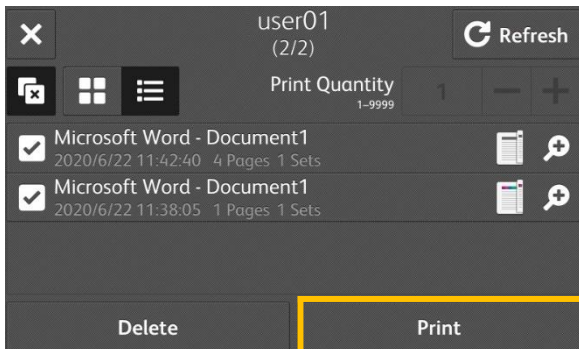 user01
(2/2)
Refresh
Print Quantity
1-9999
1
Microsoft Word - Document1
2020/6/22 11:42:40 4 Pages 1 Sets
Microsoft Word - Document1
2020/6/22 11:38:05 1 Pages 1 Sets
Delete
Print